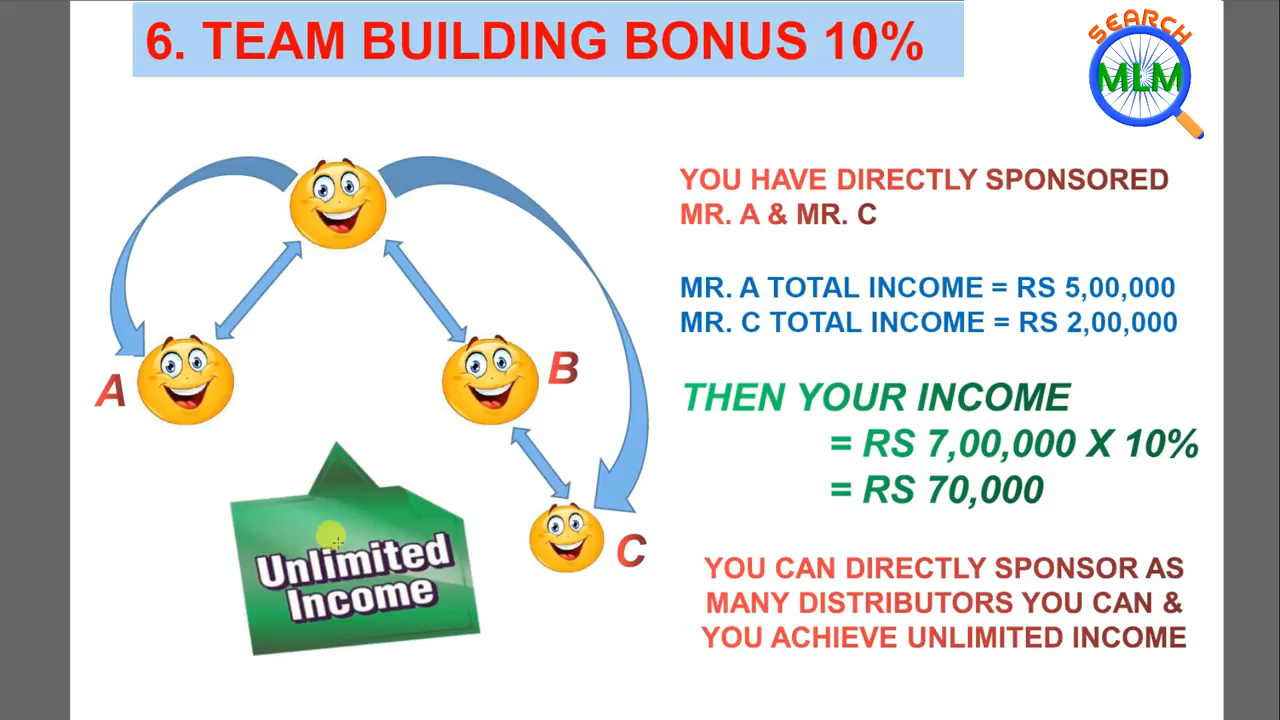 6. TEAM BUILDING BONUS 10%
SEARCH
MLM
YOU HAVE DIRECTLY SPONSORED
MR. A & MR. C
MR. A TOTAL INCOME = RS 5,00,000
MR. C TOTAL INCOME = RS 2,00,000
THEN YOUR INCOME
= RS 7,00,000 X 10%
= RS 70,000
YOU CAN DIRECTLY SPONSOR AS
MANY DISTRIBUTORS YOU CAN &
YOU ACHIEVE UNLIMITED INCOME
A
B
C
Unlimited
Income